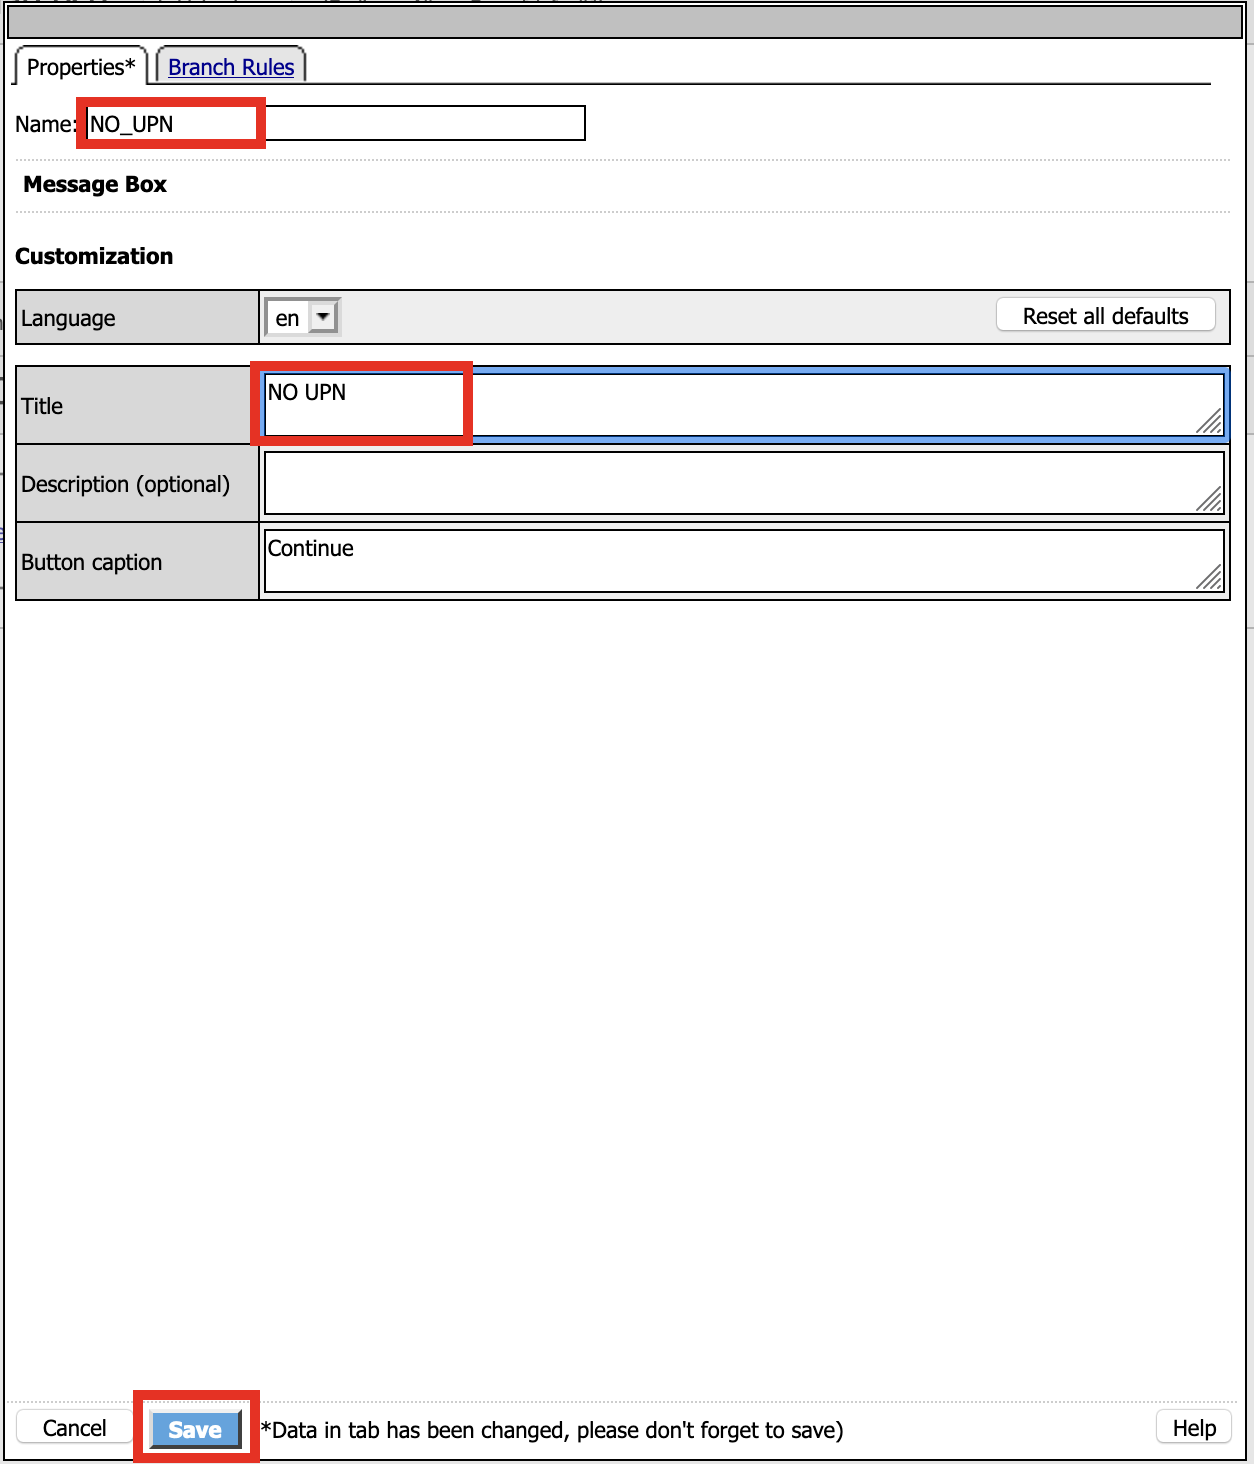 Properties* Branch Rules
Name: NO_UPN
Message Box
Customization
Language en Reset all defaults
Title NO UPN
Description (optional)
Button caption Continue
Cancel Save *Data in tab has been changed, please don't forget to save) Help